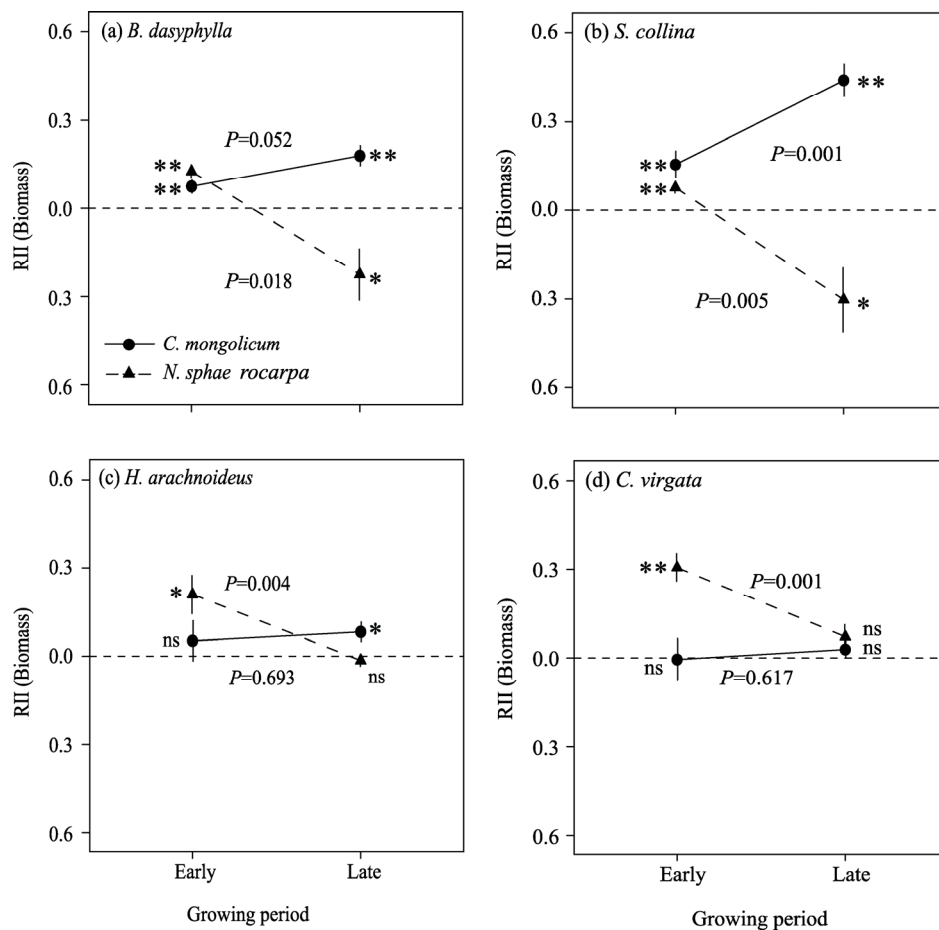 (a) B. dasyphylla
0.6
0.3
0.0
0.3
0.6
RII (Biomass)
P=0.052
**
**
**
P=0.018
*
C. mongolicum
N. sphae rocarpa
(b) S. collina
0.6
0.3
0.0
0.3
0.6
RII (Biomass)
**
**
**
P=0.001
P=0.005
*
(c) H. arachnoideus
0.6
0.3
0.0
0.3
0.6
RII (Biomass)
*
P=0.004
ns
*
P=0.693
ns
Early
Late
Growing period
(d) C. virgata
0.6
0.3
0.0
0.3
0.6
RII (Biomass)
**
P=0.001
ns
ns
ns
P=0.617
Early
Late
Growing period